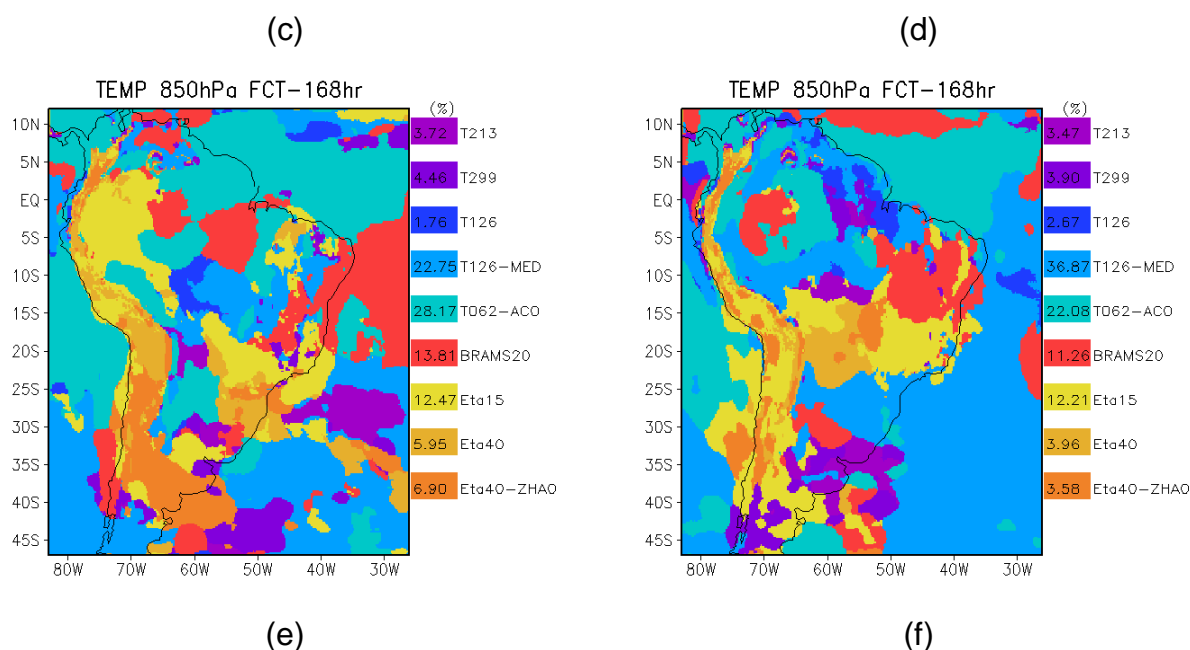 (c)
(d)
TEMP 850hPa FCT-168hr
(%)
10N
5N
EQ
5S
10S
15S
20S
25S
30S
35S
40S
45S
80W
70W
60W
50W
40W
30W
3.72 T213
4.46 T299
1.76 T126
22.75 T126-MED
28.17 T062-ACO
13.81 BRAMS20
12.47 Eta15
5.95 Eta40
6.90 Eta40-ZHAO
TEMP 850hPa FCT-168hr
(%)
10N
5N
EQ
5S
10S
15S
20S
25S
30S
35S
40S
45S
80W
70W
60W
50W
40W
30W
3.47 T213
3.90 T299
2.67 T126
36.87 T126-MED
22.08 T062-ACO
11.26 BRAMS20
12.21 Eta15
3.96 Eta40
3.58 Eta40-ZHAO
(e)
(f)